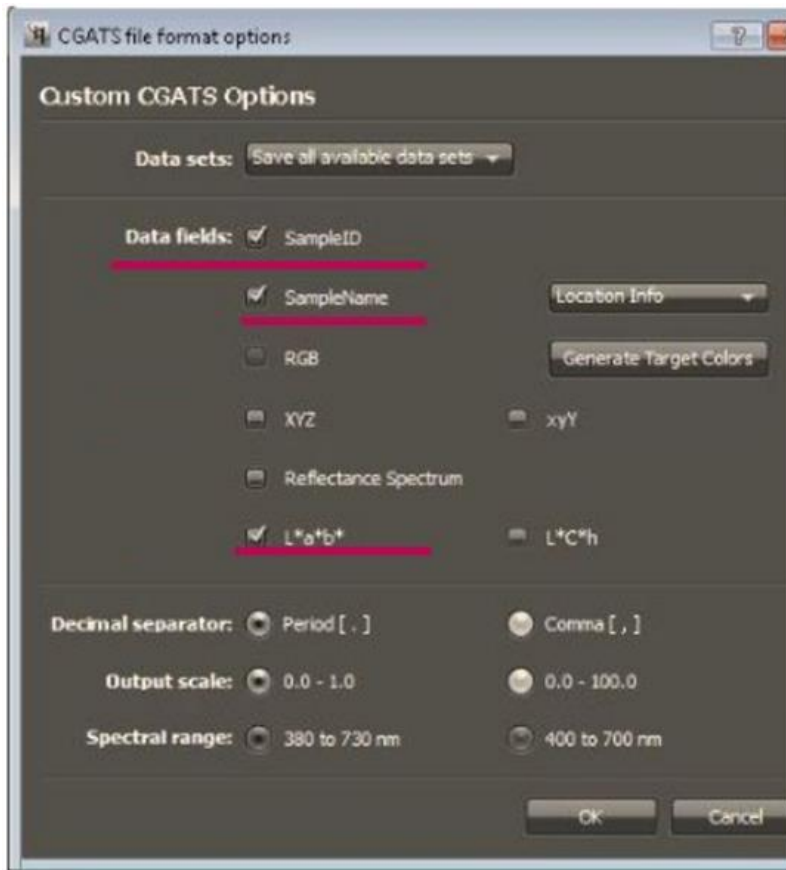 CGATS file format options
Custom CGATS Options
Data sets: Save all available data sets
Data fields: SampleID
SampleName Location Info
RGB Generate Target Colors
XYZ xyY
Reflectance Spectrum
L*a*b* L*C*h
Decimal separator: Period [ . ] Comma [ , ]
Output scale: 0.0 - 1.0 0.0 - 100.0
Spectral range: 380 to 730 nm 400 to 700 nm
OK Cancel